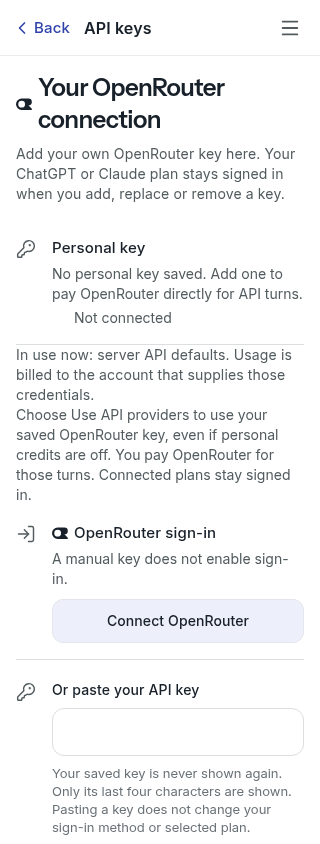 Back API keys
Your OpenRouter
connection
Add your own OpenRouter key here. Your
ChatGPT or Claude plan stays signed in
when you add, replace or remove a key.
Personal key
No personal key saved. Add one to
pay OpenRouter directly for API turns.
Not connected
In use now: server API defaults. Usage is
billed to the account that supplies those
credentials.
Choose Use API providers to use your
saved OpenRouter key, even if personal
credits are off. You pay OpenRouter for
those turns. Connected plans stay signed
in.
OpenRouter sign-in
A manual key does not enable sign-
in.
Connect OpenRouter
Or paste your API key
Your saved key is never shown again.
Only its last four characters are shown.
Pasting a key does not change your
sign-in method or selected plan.